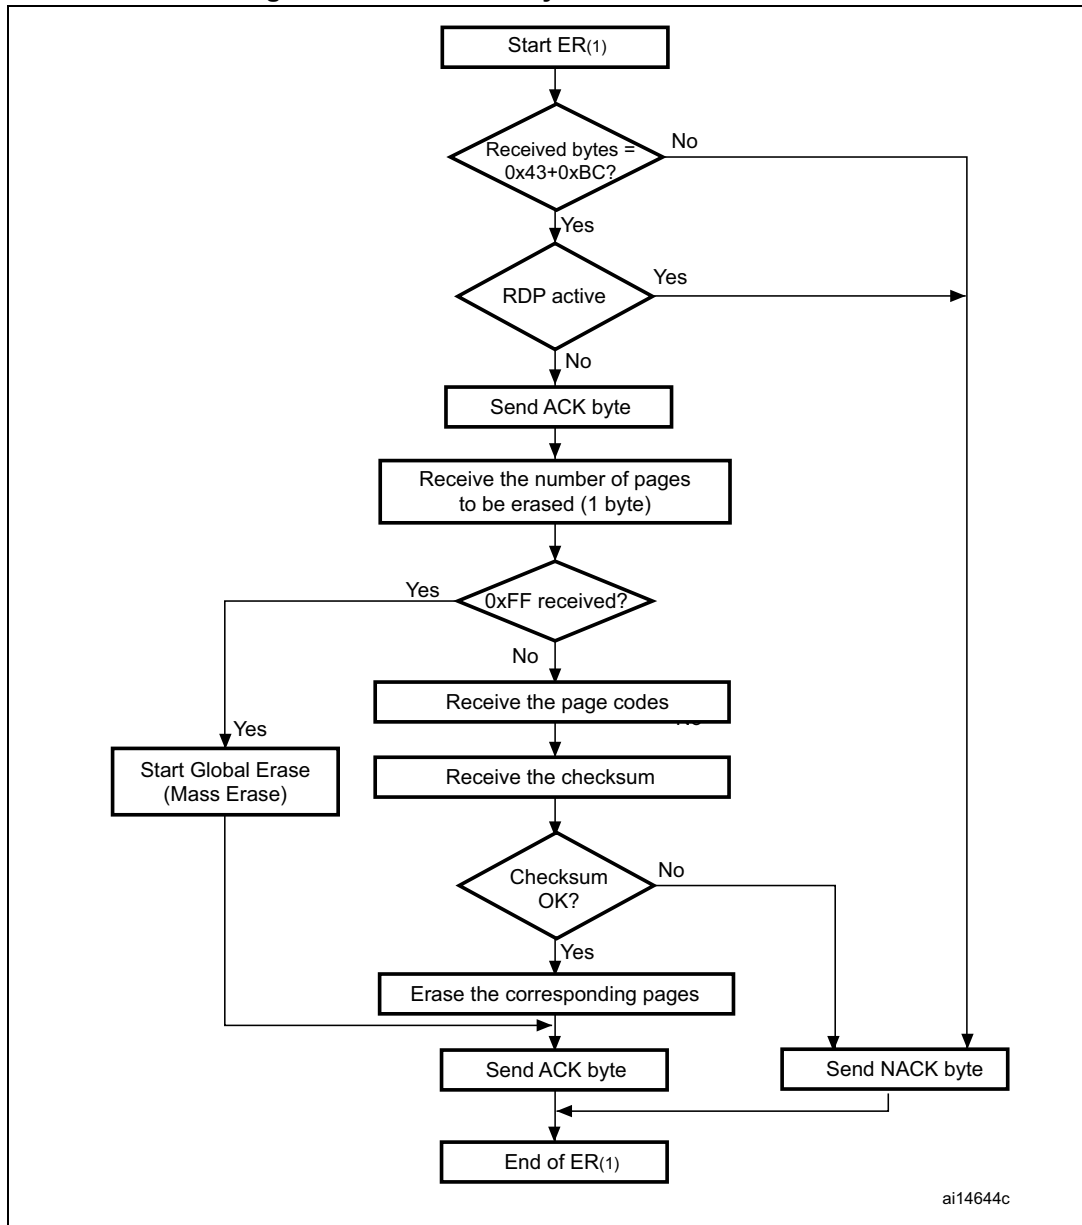 Start ER(1)
Received bytes =
0x43+0xBC?
No
Yes
RDP active
Yes
No
Send ACK byte
Receive the number of pages
to be erased (1 byte)
Yes
0xFF received?
No
Receive the page codes
Yes
Start Global Erase
(Mass Erase)
Receive the checksum
Checksum
OK?
No
Yes
Erase the corresponding pages
Send ACK byte
Send NACK byte
End of ER(1)
ai14644c